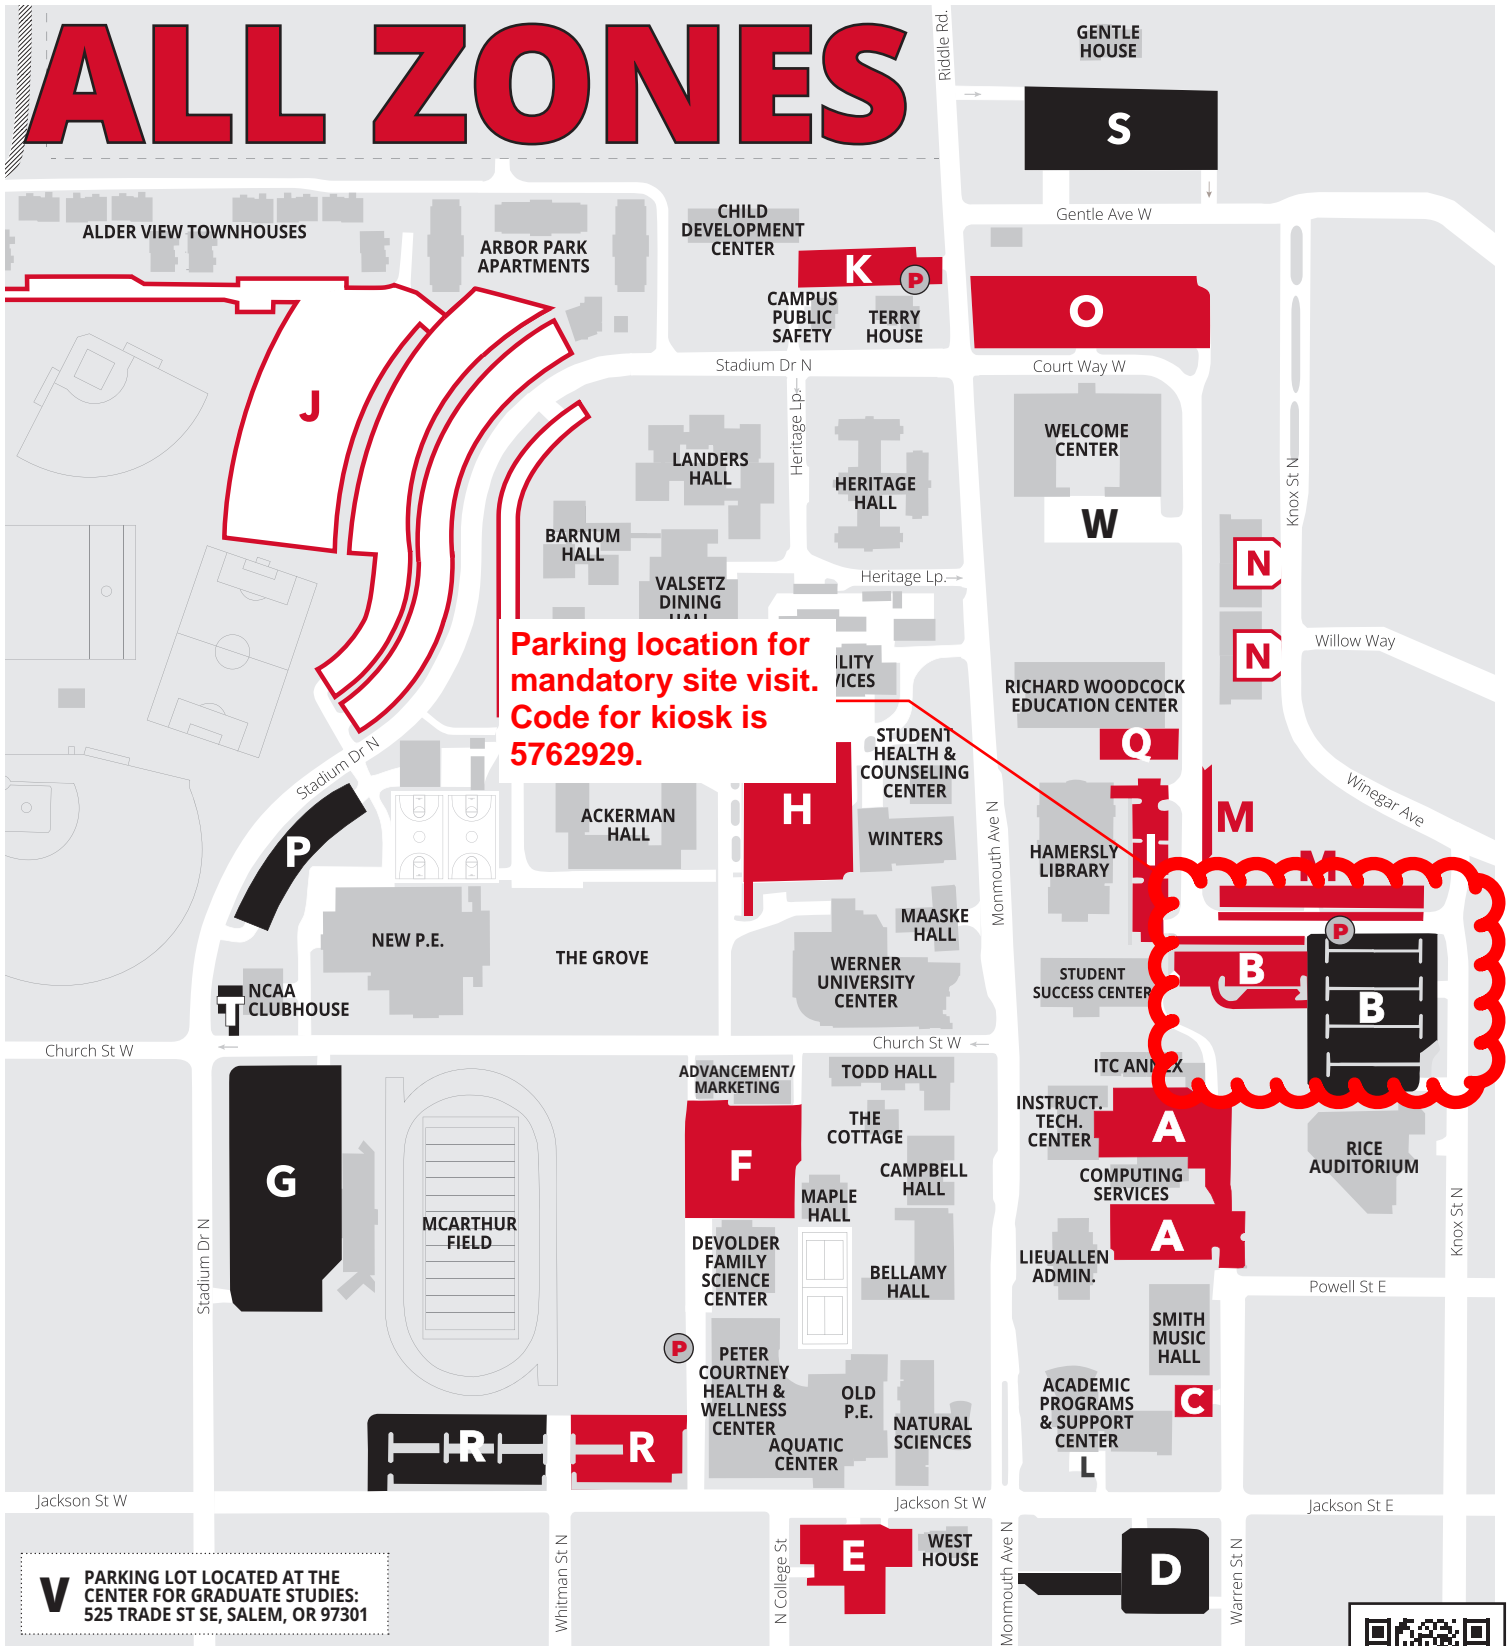 ALL ZONES
Riddle Rd.
GENTLE
HOUSE
S
Gentle Ave W
ALDER VIEW TOWNHOUSES
ARBOR PARK
APARTMENTS
CHILD
DEVELOPMENT
CENTER
K
P
CAMPUS
PUBLIC
SAFETY
TERRY
HOUSE
O
Stadium Dr N
Court Way W
J
Heritage Lp.
LANDERS
HALL
HERITAGE
HALL
WELCOME
CENTER
W
Knox St N
BARNUM
HALL
VALSETZ
DINING
Heritage Lp.
N
N
Willow Way
Parking location for
mandatory site visit.
Code for kiosk is
5762929.
RICHARD WOODCOCK
EDUCATION CENTER
Q
STUDENT
HEALTH &
COUNSELING
CENTER
Stadium Dr N
Winegar Ave
P
ACKERMAN
HALL
H
WINTERS
Monmouth Ave N
HAMERSLY
LIBRARY
I
M
M
NEW P.E.
THE GROVE
MAASKE
HALL
WERNER
UNIVERSITY
CENTER
STUDENT
SUCCESS CENTER
B
P
B
T
NCAA
CLUBHOUSE
Church St W
Church St W
ADVANCEMENT/
MARKETING
TODD HALL
ITC ANNEX
THE
COTTAGE
INSTRUCT.
TECH.
CENTER
A
RICE
AUDITORIUM
G
F
CAMPBELL
HALL
COMPUTING
SERVICES
MAPLE
HALL
MCARTHUR
FIELD
Stadium Dr N
DEVOLDER
FAMILY
SCIENCE
CENTER
BELLAMY
HALL
LIEUALLEN
ADMIN.
A
Knox St N
Powell St E
SMITH
MUSIC
HALL
P
PETER
COURTNEY
HEALTH &
WELLNESS
CENTER
OLD
P.E.
AQUATIC
CENTER
NATURAL
SCIENCES
ACADEMIC
PROGRAMS
& SUPPORT
CENTER
C
L
R
R
Jackson St W
Jackson St W
Jackson St E
V
PARKING LOT LOCATED AT THE
CENTER FOR GRADUATE STUDIES:
525 TRADE ST SE, SALEM, OR 97301
Whitman St N
N College St
E
WEST
HOUSE
Monmouth Ave N
D
Warren St N